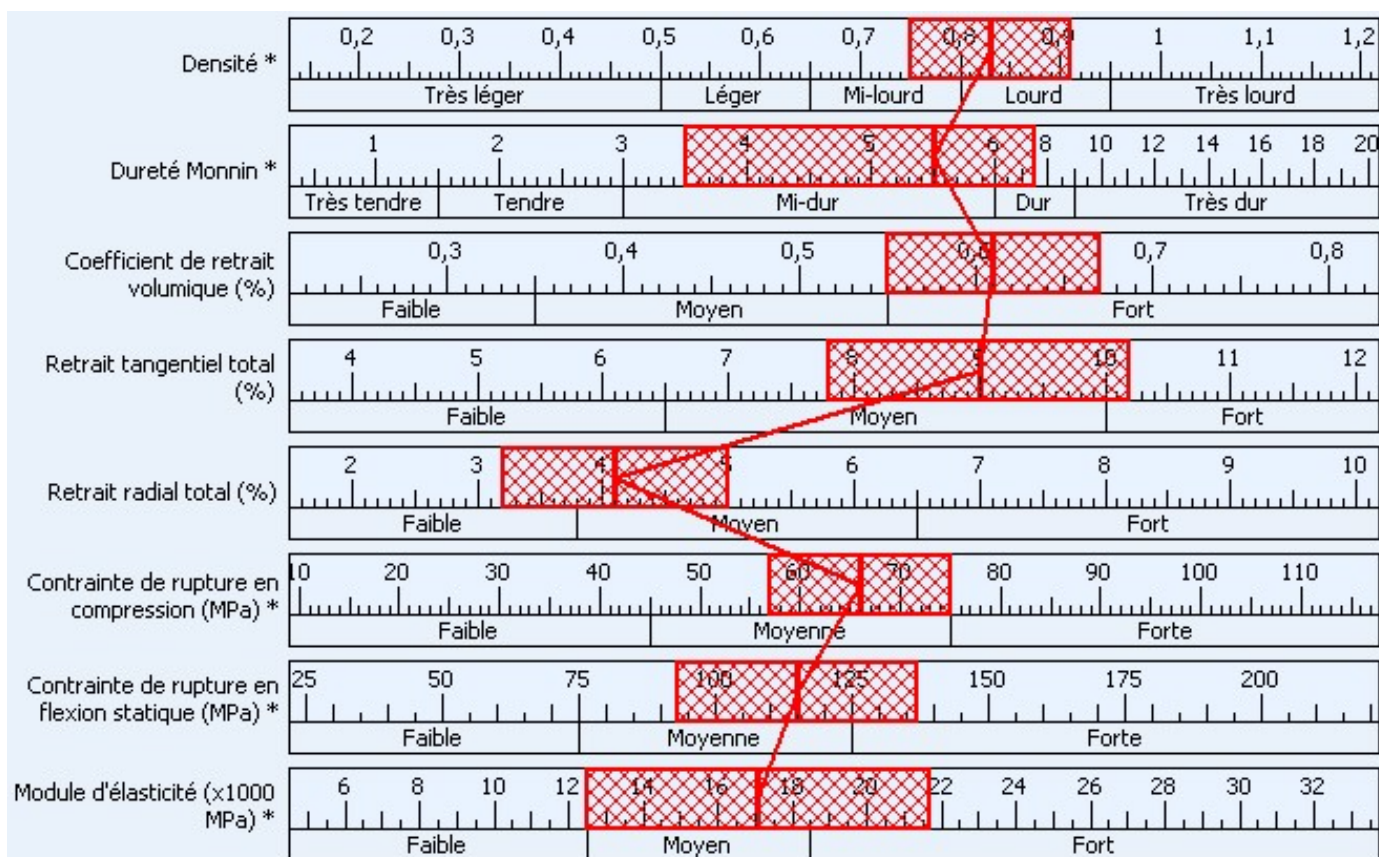 0,2 0,3 0,4 0,5 0,6 0,7 0,8 0,9 1 1,1 1,2
Densité *
Très léger Léger Mi-lourd Lourd Très lourd
1 2 3 4 5 6 8 10 12 14 16 18 20
Dureté Monnin *
Très tendre Tendre Mi-dur Dur Très dur
0,3 0,4 0,5 0,6 0,7 0,8
Coefficient de retrait
volumique (%)
Faible Moyen Fort
4 5 6 7 8 9 10 11 12
Retrait tangentiel total
(%)
Faible Moyen Fort
2 3 4 5 6 7 8 9 10
Retrait radial total (%)
Faible Moyen Fort
10 20 30 40 50 60 70 80 90 100 110
Contrainte de rupture en
compression (MPa) *
Faible Moyenne Forte
25 50 75 100 125 150 175 200
Contrainte de rupture en
flexion statique (MPa) *
Faible Moyenne Forte
6 8 10 12 14 16 18 20 22 24 26 28 30 32
Module d'élasticité (x1000
MPa) *
Faible Moyen Fort